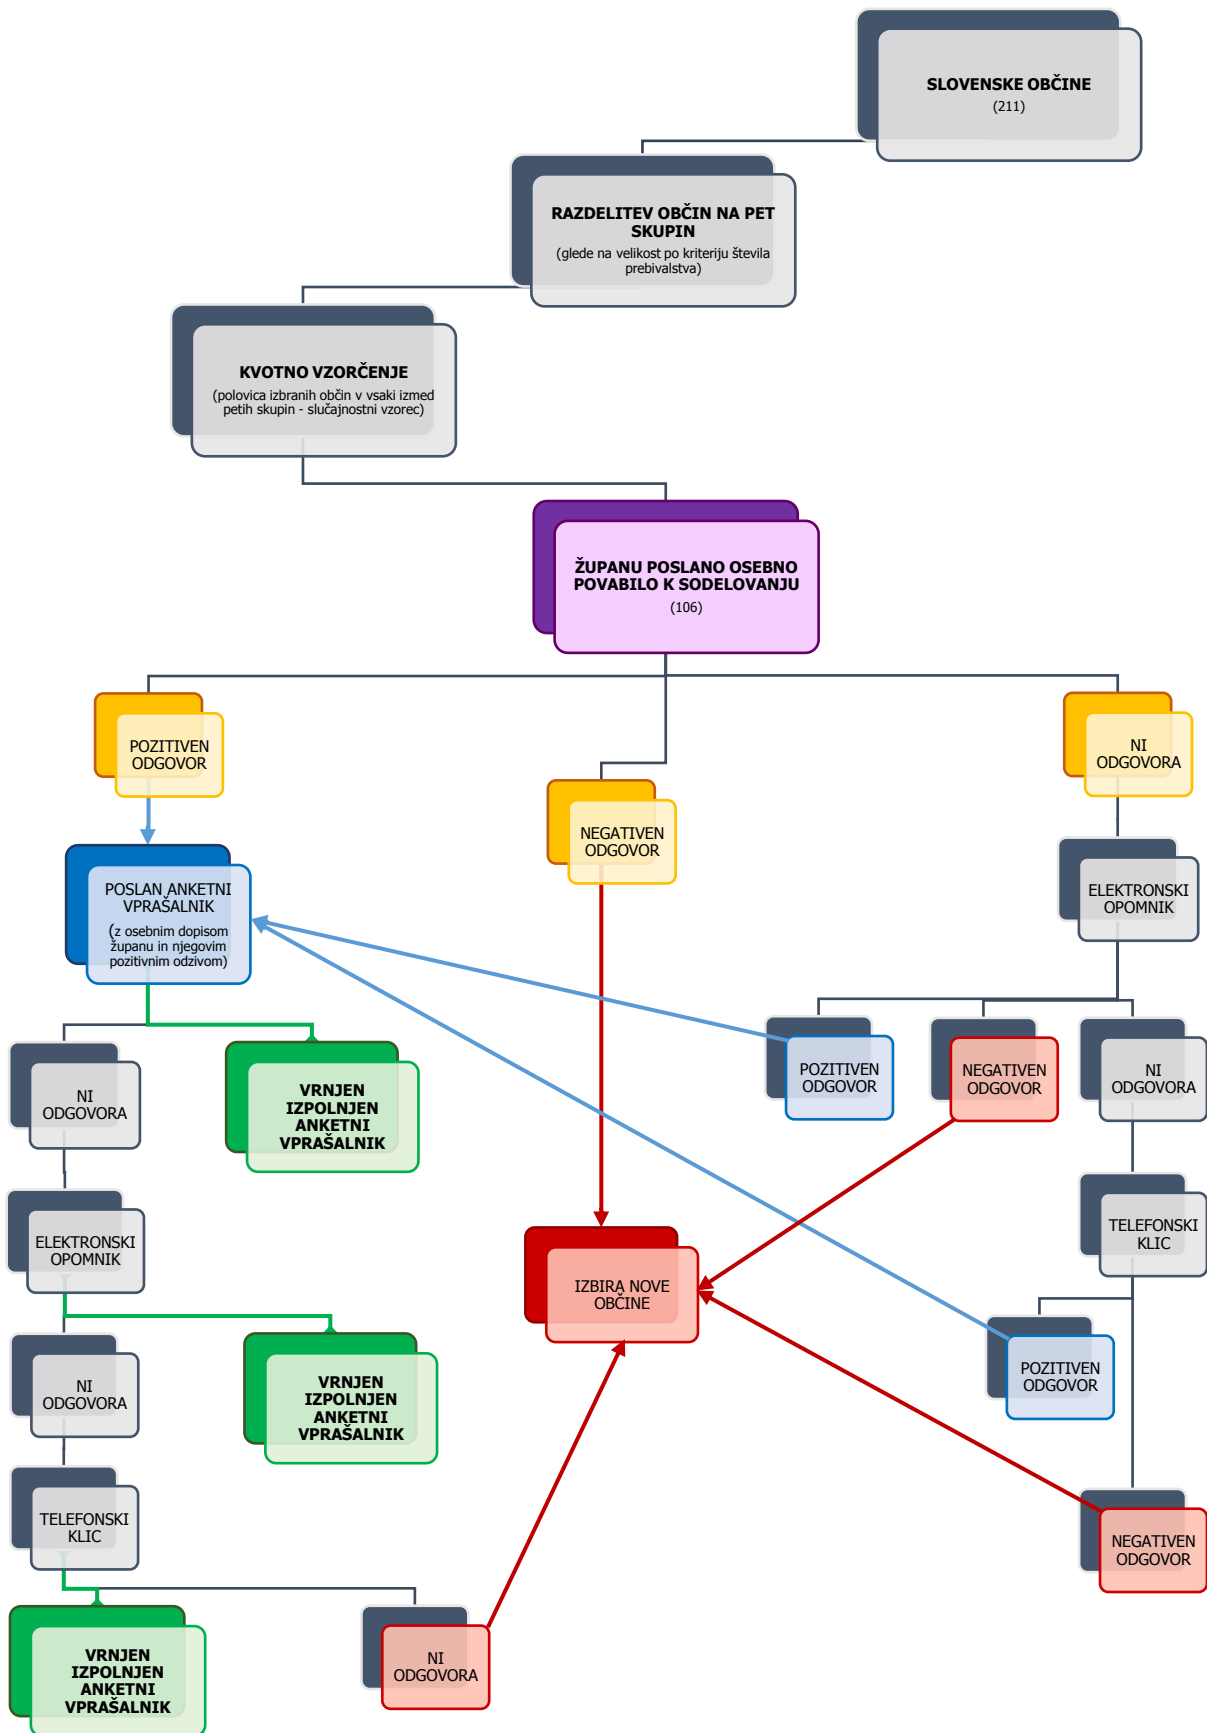 SLOVENSKE OBČINE
(211)
RAZDELITEV OBČIN NA PET
SKUPIN
(glede na velikost po kriteriju števila
prebivalstva)
KVOTNO VZORČENJE
(polovica izbranih občin v vsaki izmed
petih skupin - slučajnostni vzorec)
ŽUPANU POSLANO OSEBNO
POVABILO K SODELOVANJU
(106)
POZITIVEN
ODGOVOR
NEGATIVEN
ODGOVOR
NI
ODGOVORA
POSLAN ANKETNI
VPRAŠALNIK
(z osebnim dopisom
županu in njegovim
pozitivnim odzivom)
ELEKTRONSKI
OPOMNIK
NI
ODGOVORA
VRNJEN
IZPOLNJEN
ANKETNI
VPRAŠALNIK
POZITIVEN
ODGOVOR
NEGATIVEN
ODGOVOR
NI
ODGOVORA
ELEKTRONSKI
OPOMNIK
IZBIRA NOVE
OBČINE
TELEFONSKI
KLIC
NI
ODGOVORA
VRNJEN
IZPOLNJEN
ANKETNI
VPRAŠALNIK
POZITIVEN
ODGOVOR
TELEFONSKI
KLIC
NEGATIVEN
ODGOVOR
VRNJEN
IZPOLNJEN
ANKETNI
VPRAŠALNIK
NI
ODGOVORA